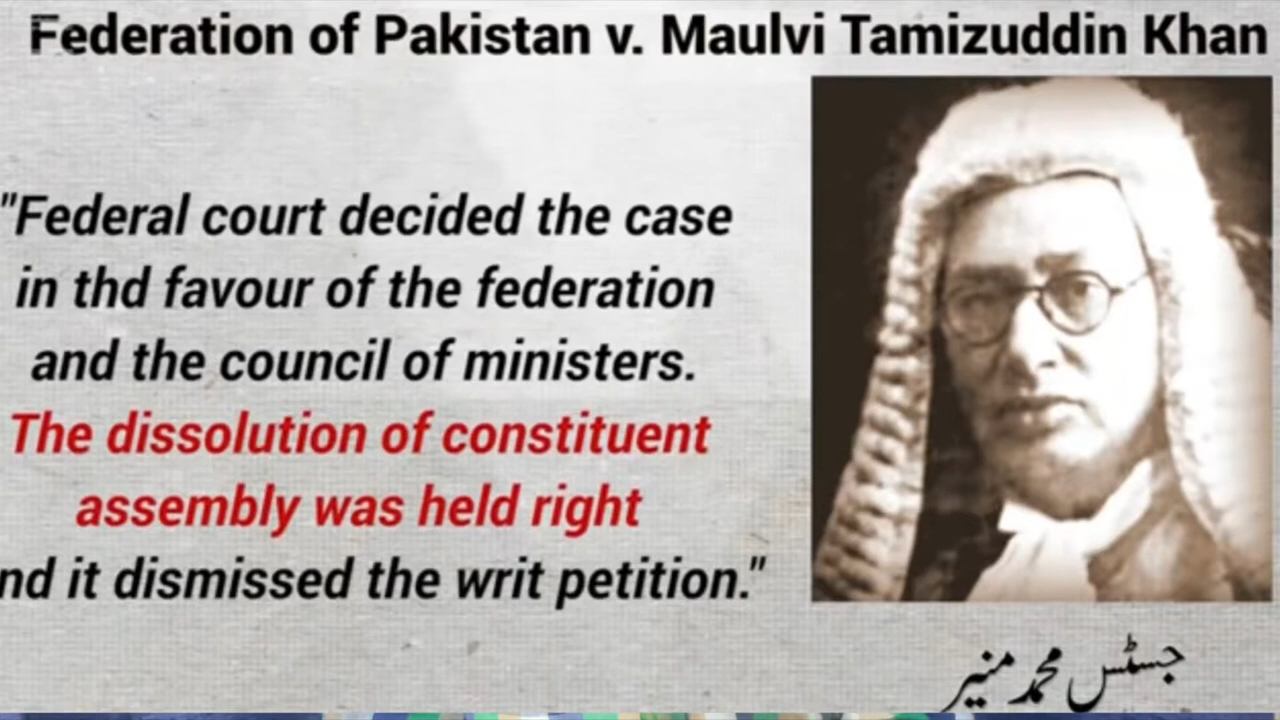 Federation of Pakistan v. Maulvi Tamizuddin Khan
"Federal court decided the case
in thd favour of the federation
and the council of ministers.
The dissolution of constituent
assembly was held right
nd it dismissed the writ petition."
جسٹس محمد منیر